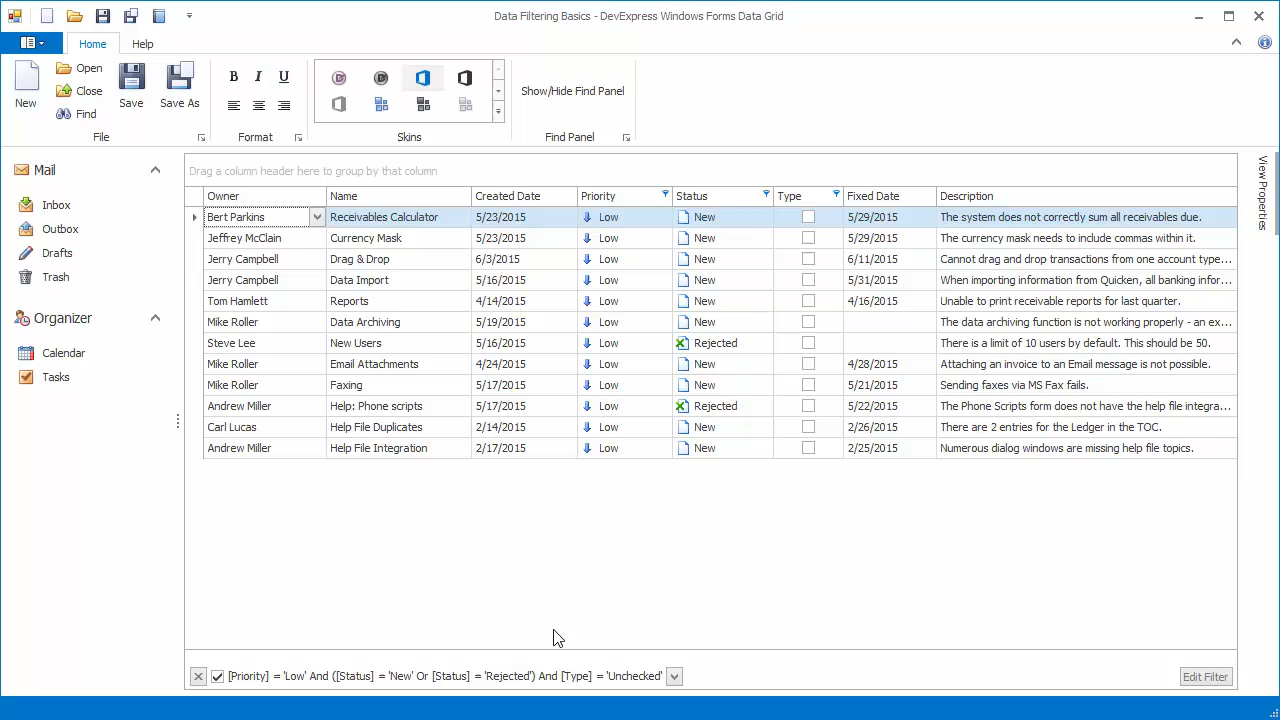 Data Filtering Basics - DevExpress Windows Forms Data Grid
Home Help
New Open Close Find Save Save As
B I U
Show/Hide Find Panel
File Format Skins Find Panel
Mail
Inbox
Outbox
Drafts
Trash
Organizer
Calendar
Tasks
Drag a column header here to group by that column
Owner Name Created Date Priority Status Type Fixed Date Description
Bert Parkins Receivables Calculator 5/23/2015 Low New 5/29/2015 The system does not correctly sum all receivables due.
Jeffrey McClain Currency Mask 5/23/2015 Low New 5/29/2015 The currency mask needs to include commas within it.
Jerry Campbell Drag & Drop 6/3/2015 Low New 6/11/2015 Cannot drag and drop transactions from one account type...
Jerry Campbell Data Import 5/16/2015 Low New 5/31/2015 When importing information from Quicken, all banking infor...
Tom Hamlett Reports 4/14/2015 Low New 4/16/2015 Unable to print receivable reports for last quarter.
Mike Roller Data Archiving 5/19/2015 Low New The data archiving function is not working properly - an ex...
Steve Lee New Users 5/16/2015 Low Rejected There is a limit of 10 users by default. This should be 50.
Mike Roller Email Attachments 4/24/2015 Low New 4/28/2015 Attaching an invoice to an Email message is not possible.
Mike Roller Faxing 5/17/2015 Low New 5/21/2015 Sending faxes via MS Fax fails.
Andrew Miller Help: Phone scripts 5/17/2015 Low Rejected 5/22/2015 The Phone Scripts form does not have the help file integra...
Carl Lucas Help File Duplicates 2/14/2015 Low New 2/26/2015 There are 2 entries for the Ledger in the TOC.
Andrew Miller Help File Integration 2/17/2015 Low New 2/25/2015 Numerous dialog windows are missing help file topics.
[Priority] = 'Low' And ([Status] = 'New' Or [Status] = 'Rejected') And [Type] = 'Unchecked'
Edit Filter
View Properties